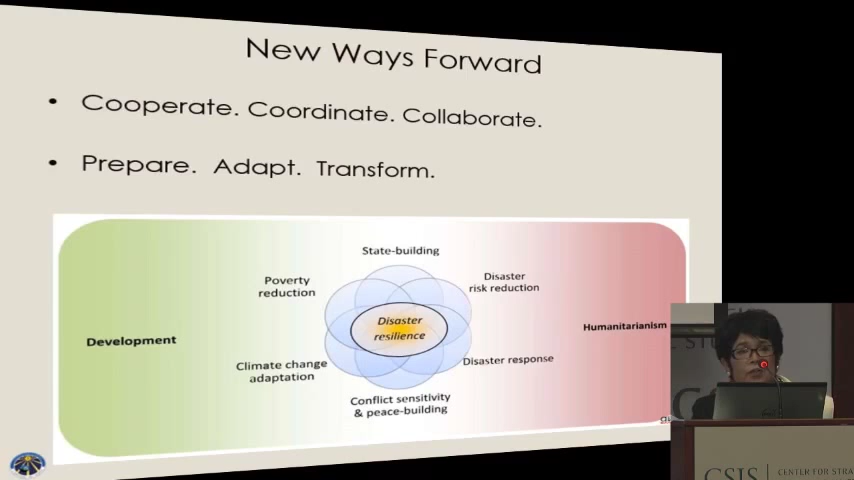 New Ways Forward
• Cooperate. Coordinate. Collaborate.
• Prepare. Adapt. Transform.
State-building
Poverty
reduction
Disaster
risk reduction
Development
Disaster
resilience
Humanitarianism
Climate change
adaptation
Disaster response
Conflict sensitivity
& peace-building
CSIS | CENTER FOR STRA